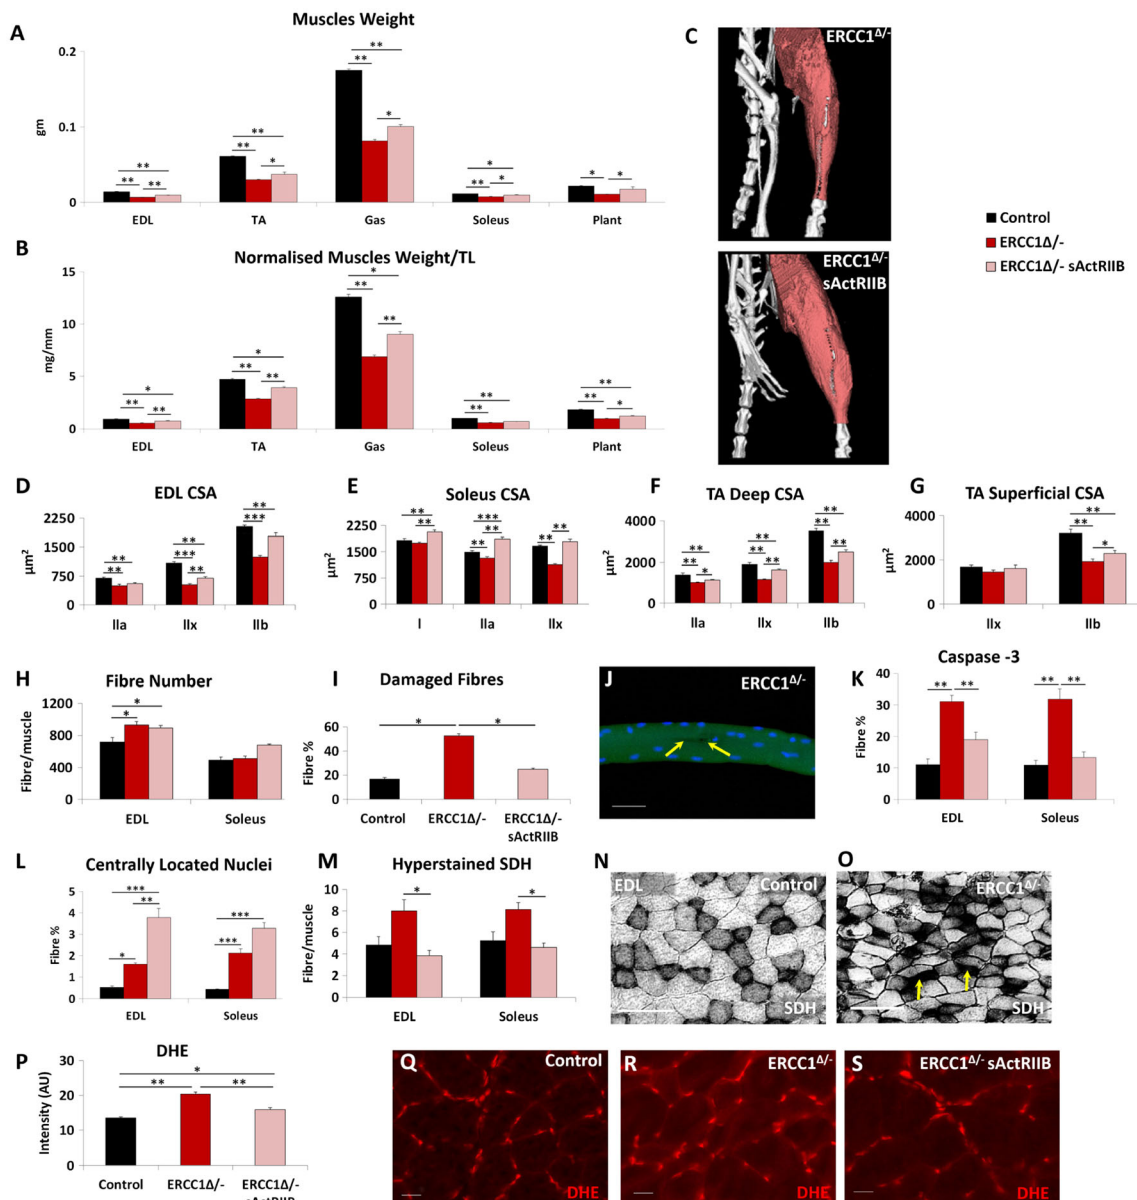 A
Muscles Weight
0.2
0.1
0
gm
** ** ** ** * ** ** * * ** * * *
** **
EDL
TA
Gas
Soleus
Plant
B
Normalised Muscles Weight/TL
15
10
5
0
mg/mm
EDL
TA
Gas
Soleus
Plant
C
ERCC1Δ/-
ERCC1Δ/-
sActRIIB
Control
ERCC1Δ/-
ERCC1Δ/- sActRIIB
D
EDL CSA
2250
1500
750
0
μm²
IIa
IIx
IIb
E
Soleus CSA
2250
1500
750
0
μm²
I
IIa
IIx
F
TA Deep CSA
4000
2000
0
μm²
IIa
IIx
IIb
G
TA Superficial CSA
4000
2000
0
μm²
IIx
IIb
H
Fibre Number
1200
800
400
0
Fibre/muscle
EDL
Soleus
I
Damaged Fibres
60
40
20
0
Fibre %
Control
ERCC1Δ/-
ERCC1Δ/-
sActRIIB
J
ERCC1Δ/-
K
Caspase -3
40
30
20
10
0
Fibre %
EDL
Soleus
L
Centrally Located Nuclei
5
4
3
2
1
0
Fibre %
EDL
Soleus
M
Hyperstained SDH
10
8
6
4
2
0
Fibre/muscle
EDL
Soleus
N
EDL
Control
SDH
O
ERCC1Δ/-
SDH
P
DHE
30
20
10
0
Intensity (AU)
Control
ERCC1Δ/-
ERCC1Δ/-
Q
Control
DHE
R
ERCC1Δ/-
DHE
S
ERCC1Δ/- sActRIIB
DHE